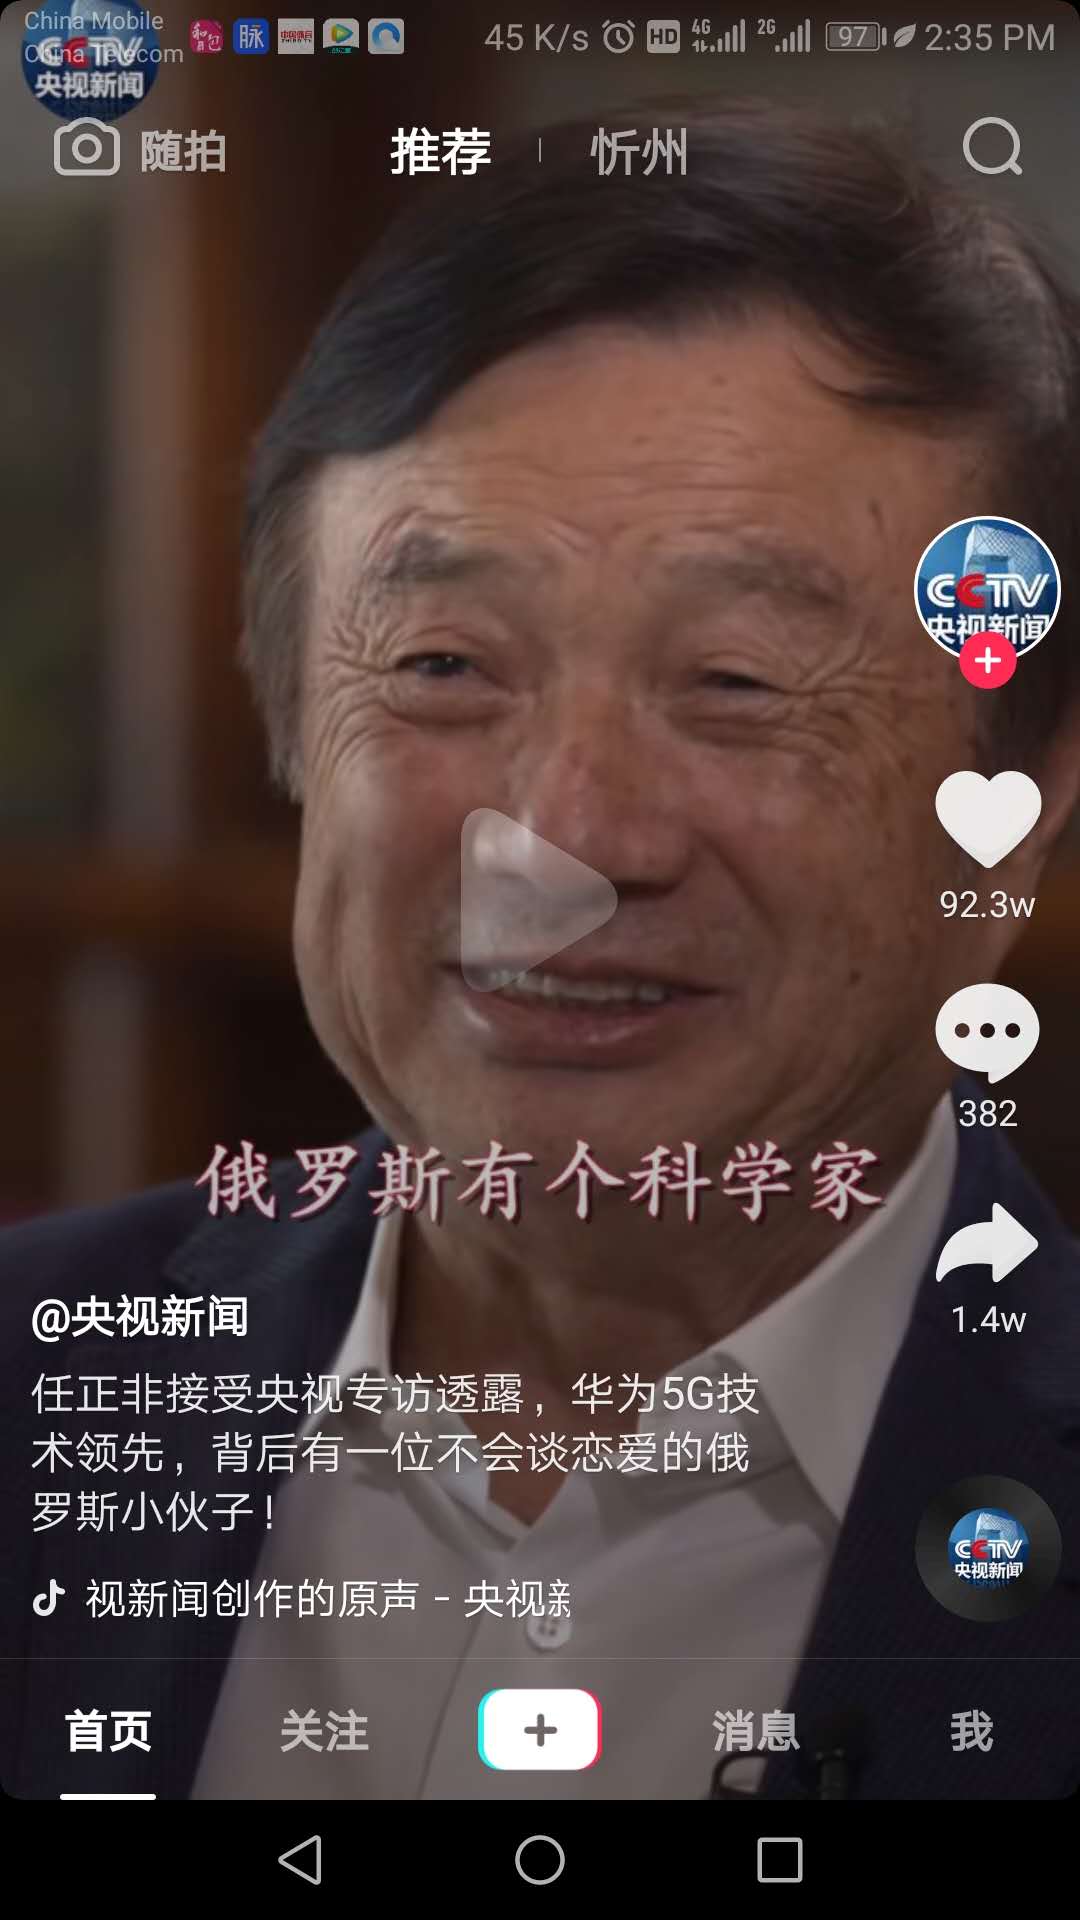 China Mobile
China Telecom
CCTV
央视新闻
和包
脉
45 K/s
HD
4G
2G
97
2:35 PM
随拍
推荐
忻州
CCTV
央视新闻
92.3w
382
俄罗斯有个科学家
1.4w
@央视新闻
任正非接受央视专访透露，华为5G技
术领先，背后有一位不会谈恋爱的俄
罗斯小伙子！
CCTV
央视新闻
视新闻创作的原声 - 央视新
首页
关注
消息
我